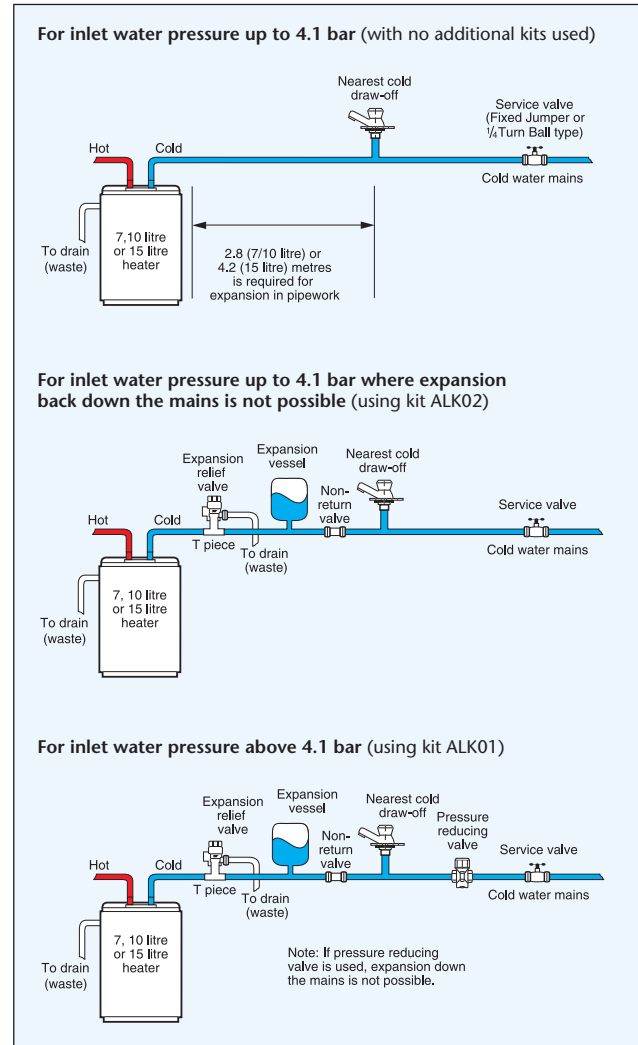 For inlet water pressure up to 4.1 bar (with no additional kits used)
Nearest cold
draw-off
Service valve
(Fixed Jumper or
¼Turn Ball type)
Hot
Cold
Cold water mains
7,10 litre
or 15 litre
heater
To drain
(waste)
2.8 (7/10 litre) or
4.2 (15 litre) metres
is required for
expansion in pipework
For inlet water pressure up to 4.1 bar where expansion
back down the mains is not possible (using kit ALK02)
Expansion
relief
valve
Expansion
vessel
Non-
return
valve
Nearest cold
draw-off
Service valve
Hot
Cold
T piece
To drain
(waste)
Cold water mains
7, 10 litre
or 15 litre
heater
To drain
(waste)
For inlet water pressure above 4.1 bar (using kit ALK01)
Expansion
relief
valve
Expansion
vessel
Non-
return
valve
Nearest cold
draw-off
Pressure
reducing
valve
Service valve
Hot
Cold
T piece
To drain
(waste)
Cold water mains
7, 10 litre
or 15 litre
heater
To drain
(waste)
Note: If pressure reducing
valve is used, expansion down
the mains is not possible.